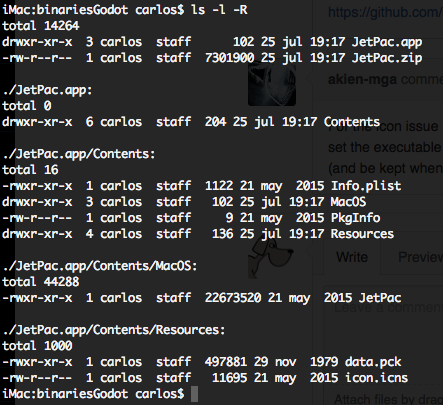 iMac:binariesGodot carlos$ ls -l -R
total 14264
drwxr-xr-x  3 carlos  staff      102 25 jul 19:17 JetPac.app
-rw-r--r--  1 carlos  staff  7301900 25 jul 19:17 JetPac.zip
./JetPac.app:
total 0
drwxr-xr-x  6 carlos  staff  204 25 jul 19:17 Contents
./JetPac.app/Contents:
total 16
-rwxr-xr-x  1 carlos  staff  1122 21 may  2015 Info.plist
drwxr-xr-x  3 carlos  staff   102 25 jul 19:17 MacOS
-rw-r--r--  1 carlos  staff     9 21 may  2015 PkgInfo
drwxr-xr-x  4 carlos  staff   136 25 jul 19:17 Resources
./JetPac.app/Contents/MacOS:
total 44288
-rwxr-xr-x  1 carlos  staff  22673520 21 may  2015 JetPac
./JetPac.app/Contents/Resources:
total 1000
-rwxr-xr-x  1 carlos  staff  497881 29 nov  1979 data.pck
-rw-r--r--  1 carlos  staff   11695 21 may  2015 icon.icns
iMac:binariesGodot carlos$
https://github.com/
akien-mga comme
For the icon issue
set the executable
(and be kept when
Write
Preview
Leave a comme
Attach files by drag